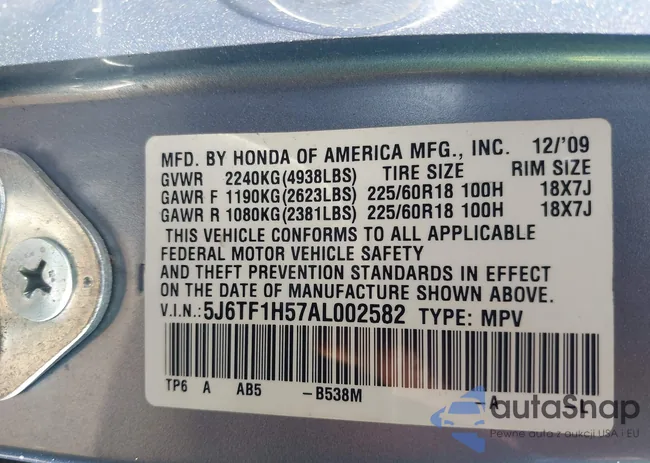 MFD. BY HONDA OF AMERICA MFG., INC. 12/'09
GVWR 2240KG(4938LBS) TIRE SIZE RIM SIZE
GAWR F 1190KG(2623LBS) 225/60R18 100H 18X7J
GAWR R 1080KG(2381LBS) 225/60R18 100H 18X7J
THIS VEHICLE CONFORMS TO ALL APPLICABLE
FEDERAL MOTOR VEHICLE SAFETY
AND THEFT PREVENTION STANDARDS IN EFFECT
ON THE DATE OF MANUFACTURE SHOWN ABOVE.
V.I.N.: 5J6TF1H57AL002582 TYPE: MPV
TP6 A AB5 -B538M -A L
autoSnap
Pewne auta z aukcji USA i EU